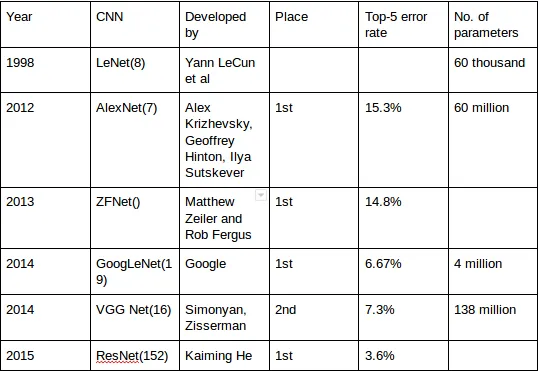 Year CNN Developed by Place Top-5 error rate No. of parameters
1998 LeNet(8) Yann LeCun et al 60 thousand
2012 AlexNet(7) Alex Krizhevsky, Geoffrey Hinton, Ilya Sutskever 1st 15.3% 60 million
2013 ZFNet() Matthew Zeiler and Rob Fergus 1st 14.8%
2014 GoogLeNet(19) Google 1st 6.67% 4 million
2014 VGG Net(16) Simonyan, Zisserman 2nd 7.3% 138 million
2015 ResNet(152) Kaiming He 1st 3.6%